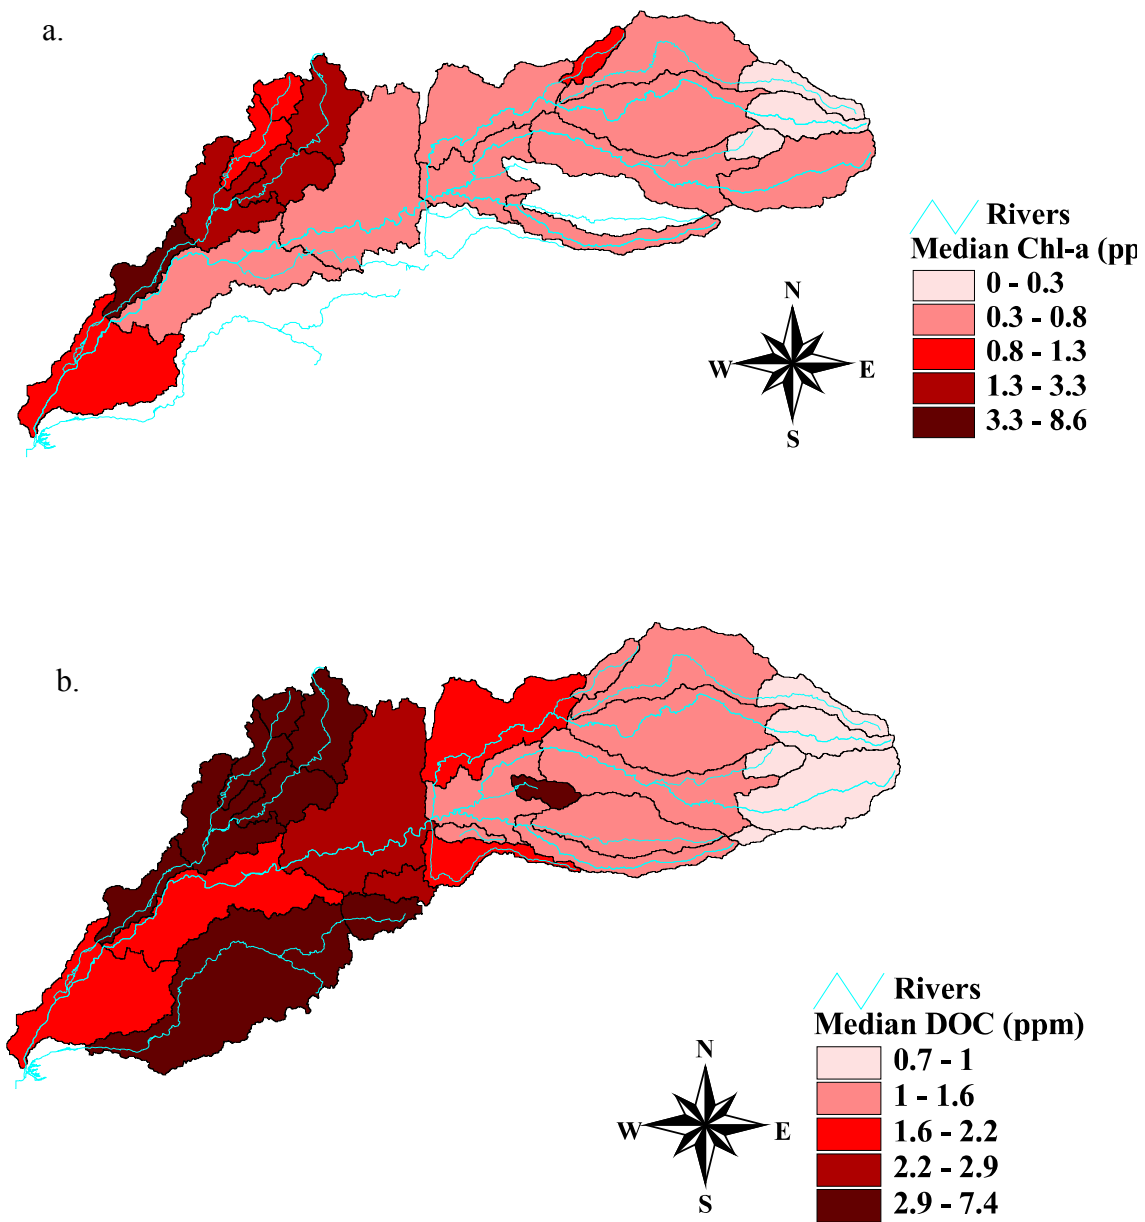 a.
Rivers
Median Chl-a (pp
0 - 0.3
0.3 - 0.8
0.8 - 1.3
1.3 - 3.3
3.3 - 8.6
N
W E
S
b.
Rivers
Median DOC (ppm)
0.7 - 1
1 - 1.6
1.6 - 2.2
2.2 - 2.9
2.9 - 7.4
N
W E
S